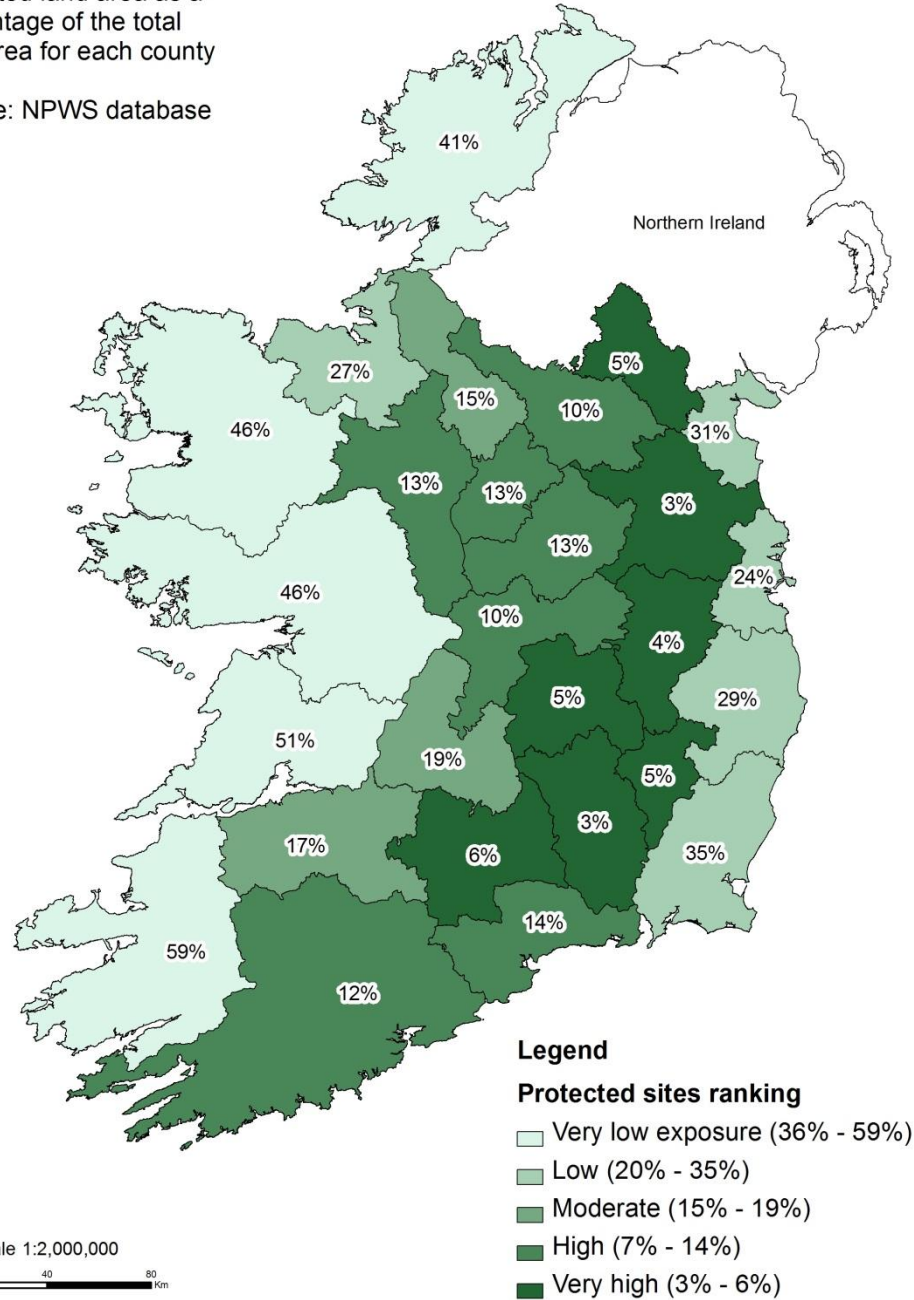 ntage of the total
rea for each county
e: NPWS database
41%
Northern Ireland
5%
27%
15%
10%
31%
46%
13%
13%
3%
13%
24%
46%
10%
4%
5%
29%
51%
19%
5%
3%
17%
6%
35%
14%
59%
12%
Legend
Protected sites ranking
Very low exposure (36% - 59%)
Low (20% - 35%)
Moderate (15% - 19%)
High (7% - 14%)
Very high (3% - 6%)
le 1:2,000,000
40 80
Km